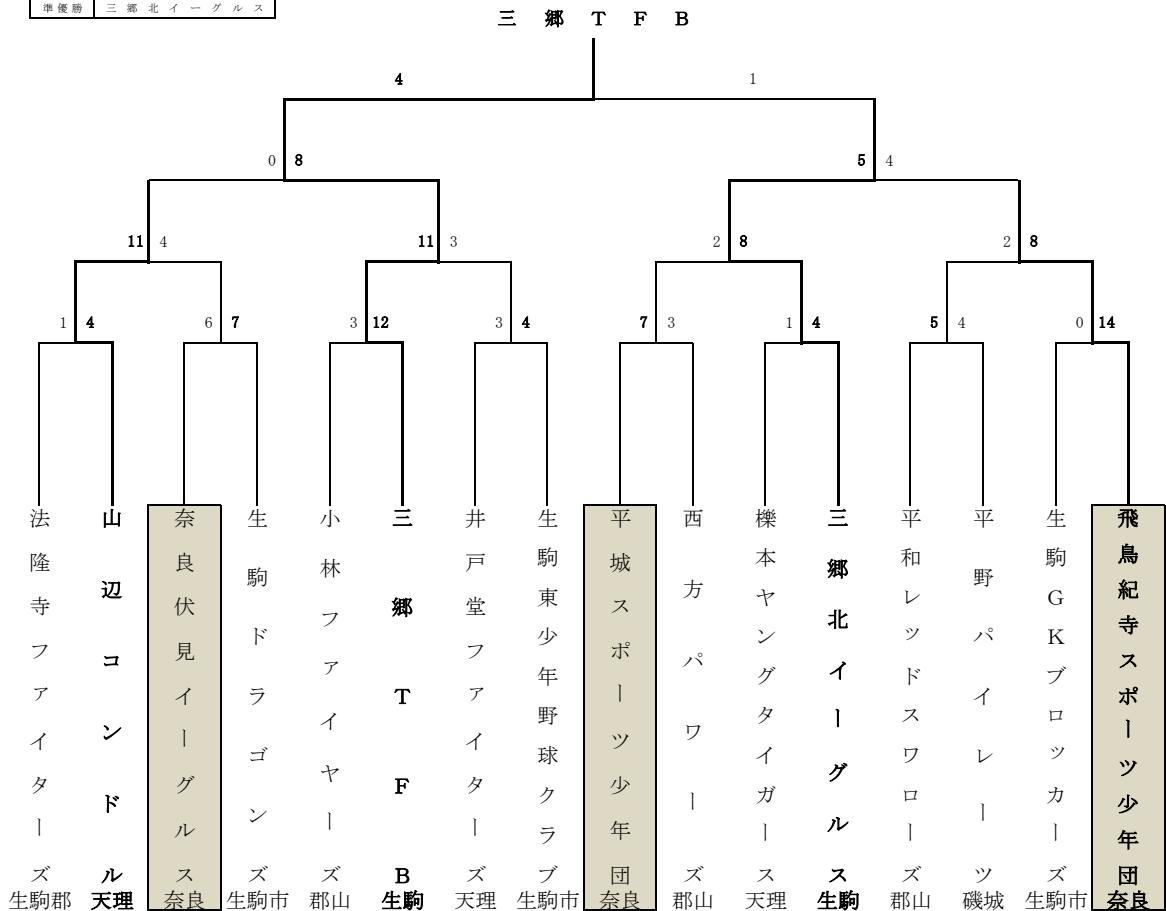 準優勝 三郷北イーグルス
三郷TFB
4 1
0 8 5 4
11 4 11 3 2 8 2 8
1 4 6 7 3 12 3 4 7 3 1 4 5 4 0 14
法隆寺ファイターズ
生駒郡
山辺コンドル
天理
奈良伏見イーグルス
奈良
生駒ドラゴンズ
生駒市
小林ファイヤーズ
郡山
三郷TFB
生駒
井戸堂ファイターズ
天理
生駒東少年野球クラブ
生駒市
平城スポーツ少年団
奈良
西方パワーズ
郡山
櫟本ヤングタイガース
天理
三郷北イーグルス
生駒
平和レッドスワローズ
郡山
平野パイレーツ
磯城
生駒GKブロッカーズ
生駒市
飛鳥紀寺スポーツ少年団
奈良